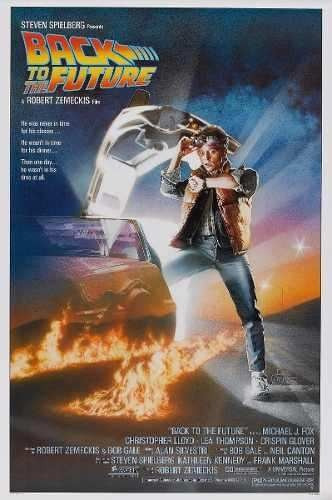 STEVEN SPIELBERG Presents
BACK
TO THE
FUTURE
A ROBERT ZEMECKIS Film
He was never in time
for his classes . . .
He wasn't in time
for his dinner...
Then one day...
he wasn't in his
time at all.
"BACK TO THE FUTURE" MICHAEL J. FOX
CHRISTOPHER LLOYD LEA THOMPSON CRISPIN GLOVER
ROBERT ZEMECKIS & BOB GALE ALAN SILVESTRI BOB GALE NEIL CANTON
STEVEN SPIELBERG KATHLEEN KENNEDY FRANK MARSHALL
ROBERT ZEMECKIS A UNIVERSAL Picture